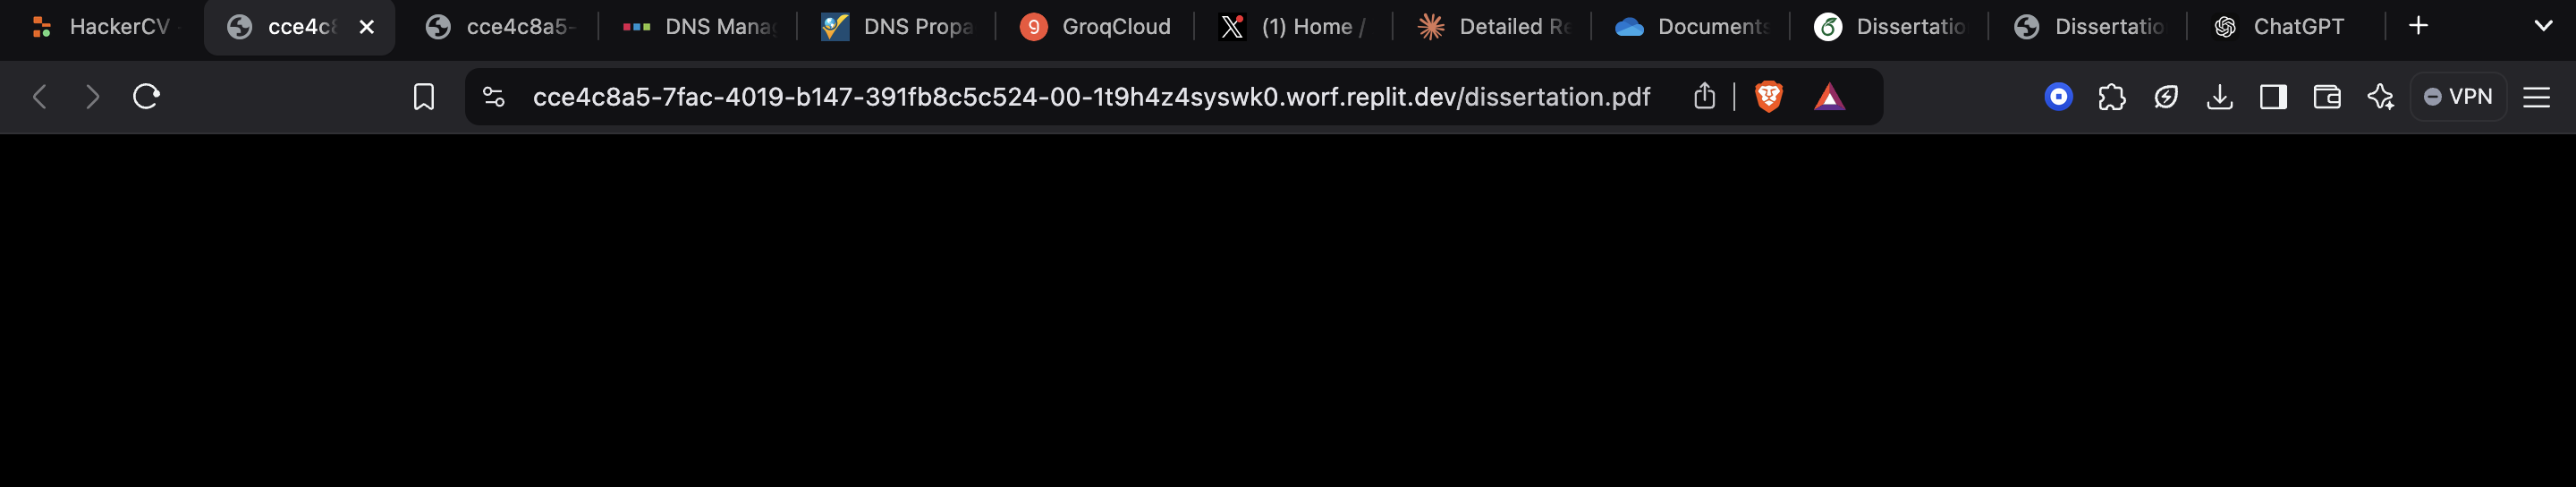 HackerCV
cce4c8
cce4c8a5-
DNS Mana
DNS Propa
9 GroqCloud
(1) Home /
Detailed Re
Documents
Dissertatio
Dissertatio
ChatGPT
cce4c8a5-7fac-4019-b147-391fb8c5c524-00-1t9h4z4syswk0.worf.replit.dev/dissertation.pdf
VPN